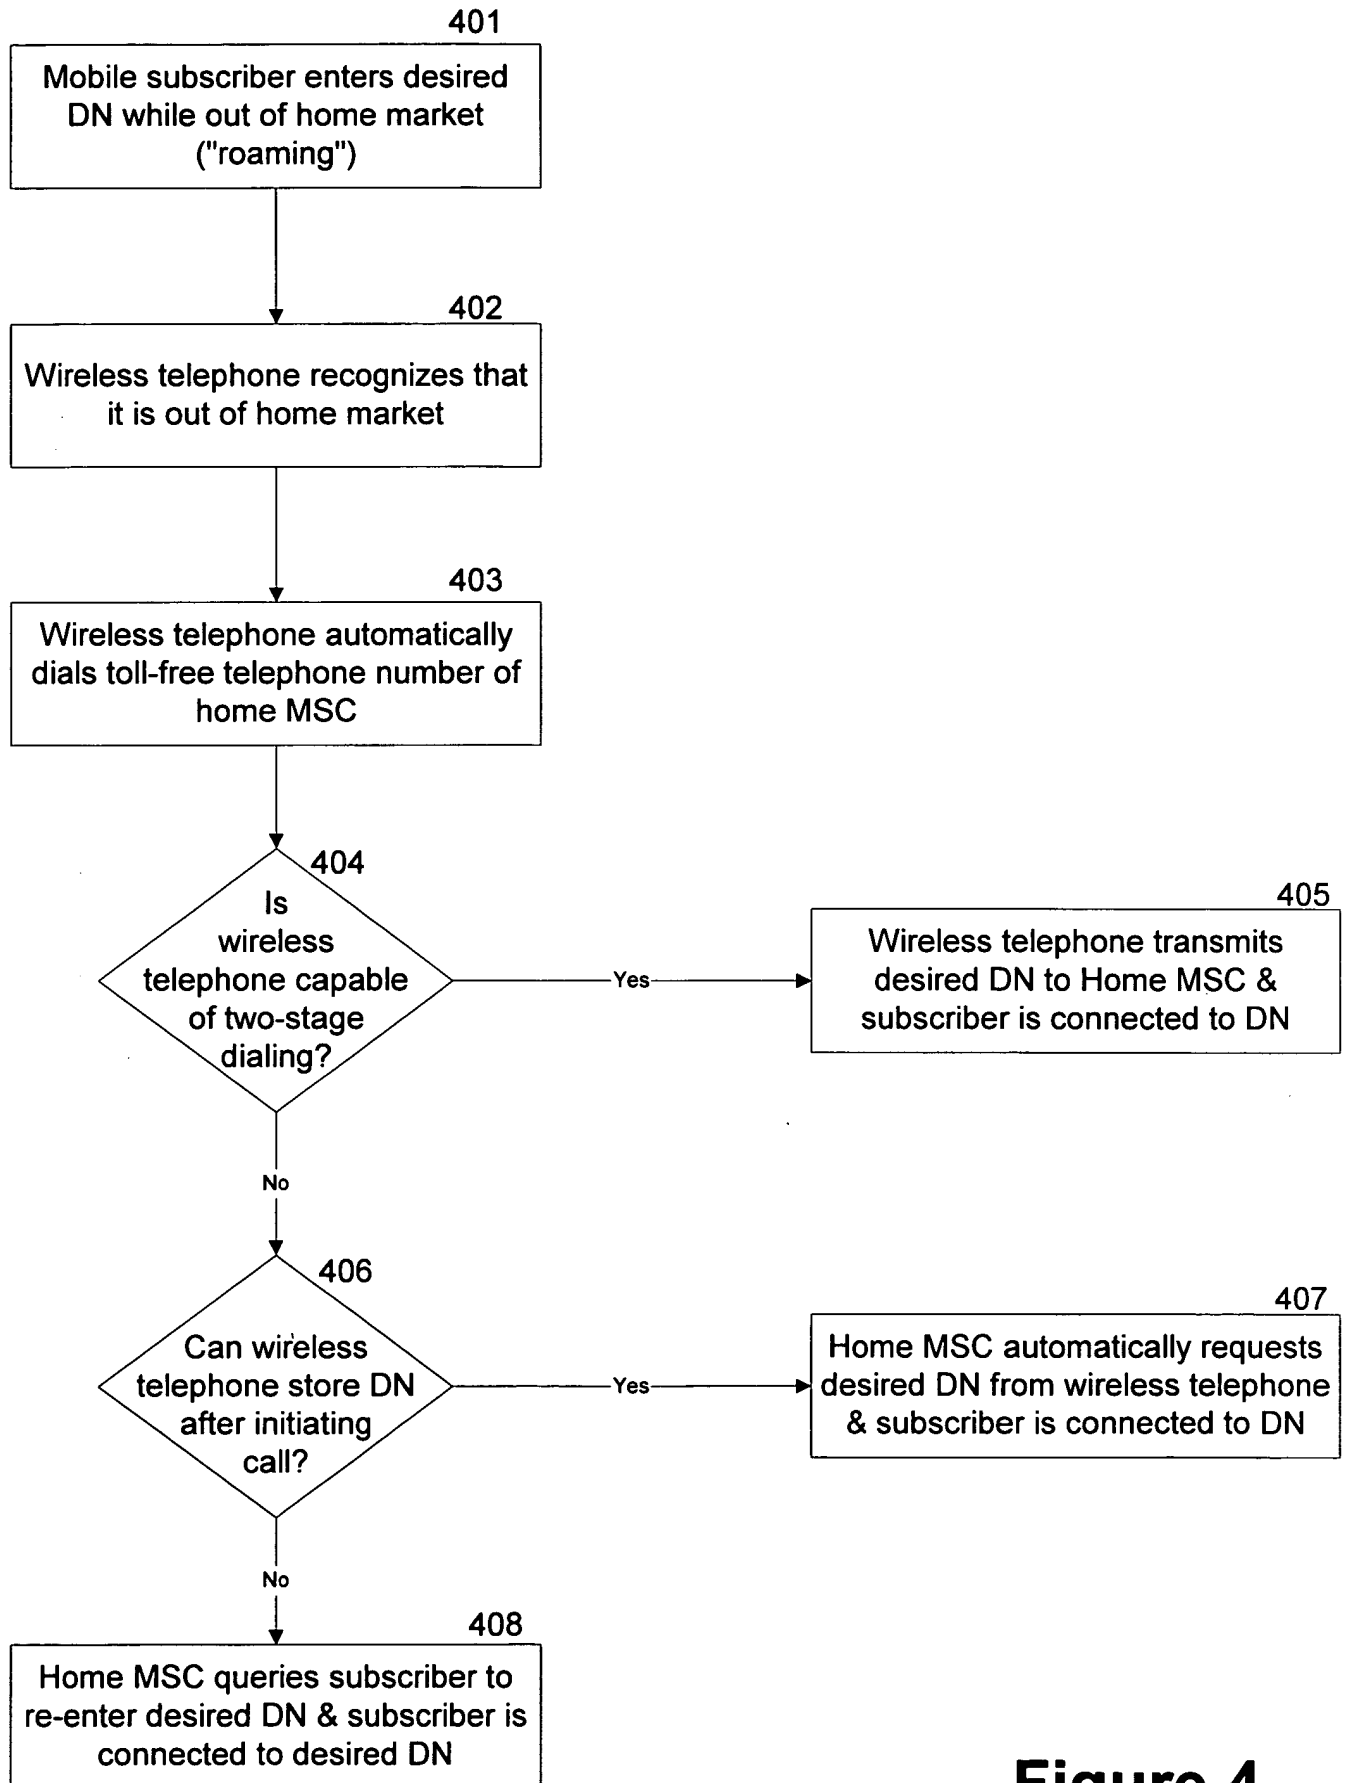 401
Mobile subscriber enters desired
DN while out of home market
("roaming")
402
Wireless telephone recognizes that
it is out of home market
403
Wireless telephone automatically
dials toll-free telephone number of
home MSC
404
Is
wireless
telephone capable
of two-stage
dialing?
Yes
405
Wireless telephone transmits
desired DN to Home MSC &
subscriber is connected to DN
No
406
Can wireless
telephone store DN
after initiating
call?
Yes
407
Home MSC automatically requests
desired DN from wireless telephone
& subscriber is connected to DN
No
408
Home MSC queries subscriber to
re-enter desired DN & subscriber is
connected to desired DN
Figure 4